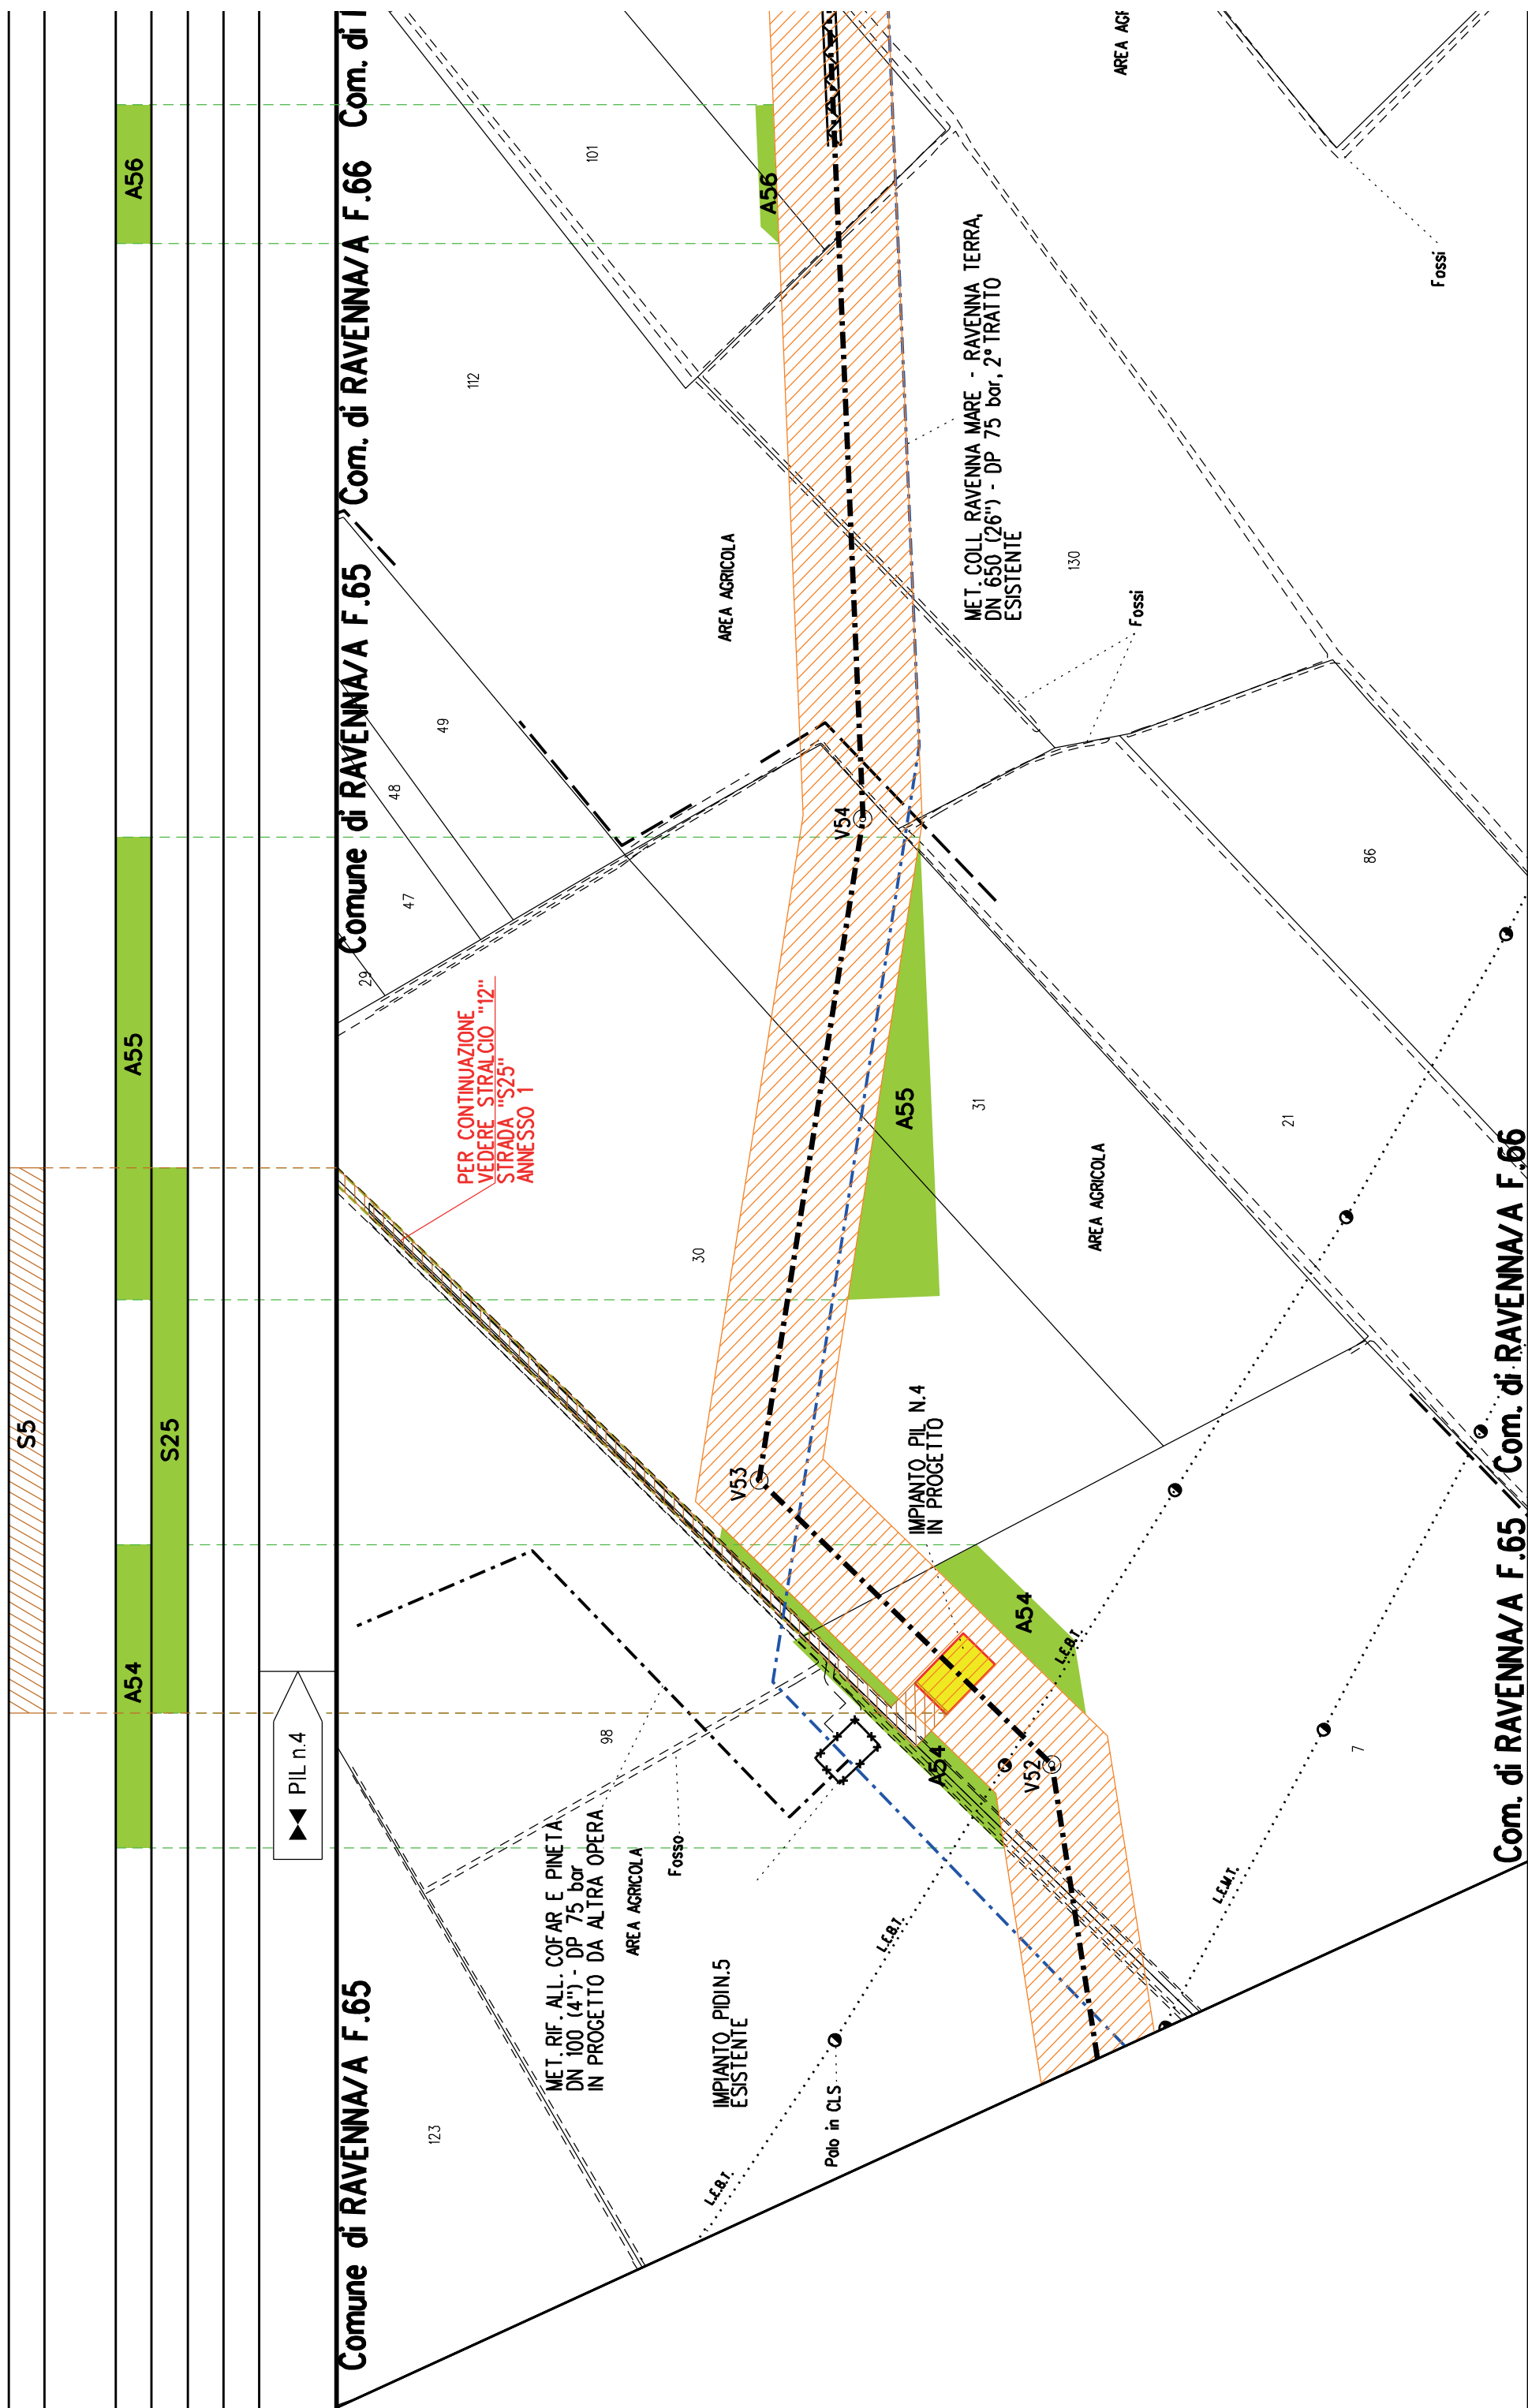 S5
A54
A55
A56
S25
PIL n.4
Comune di RAVENNA/A F.65
Comune di RAVENNA/A F.65
Com. di RAVENNA/A F.66
Com. di
123
29
47
48
49
112
101
PER CONTINUAZIONE
VEDERE STRALCIO "12"
STRADA "S25"
ANNESSO 1
MET. RIF. ALL. COFAR E PINETA
DN 100 (4") - DP 75 bar
IN PROGETTO DA ALTRA OPERA
98
AREA AGRICOLA
Fosso
30
AREA AGRICOLA
IMPIANTO PIDI N.5
ESISTENTE
L.E.B.T.
Palo in CLS
L.E.B.T.
V53
V54
A56
A54
A55
IMPIANTO PIL N.4
IN PROGETTO
MET. COLL. RAVENNA MARE - RAVENNA TERRA,
DN 650 (26") - DP 75 bar, 2° TRATTO
ESISTENTE
V52
A54
L.E.B.T.
31
130
Fossi
AREA AGRICOLA
AREA AGR
L.E.M.T.
21
7
86
Fossi
Com. di RAVENNA/A F.65
Com. di RAVENNA/A F.66